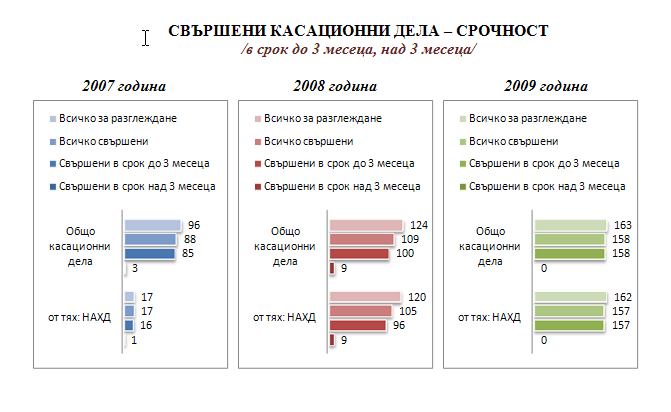 СВЪРШЕНИ КАСАЦИОННИ ДЕЛА – СРОЧНОСТ
/в срок до 3 месеца, над 3 месеца/
2007 година
Всичко за разглеждане
Всичко свършени
Свършени в срок до 3 месеца
Свършени в срок над 3 месеца
Общо
касационни
дела
96
88
85
3
от тях: НАХД
17
17
16
1
2008 година
Всичко за разглеждане
Всичко свършени
Свършени в срок до 3 месеца
Свършени в срок над 3 месеца
Общо
касационни
дела
124
109
100
9
от тях: НАХД
120
105
96
9
2009 година
Всичко за разглеждане
Всичко свършени
Свършени в срок до 3 месеца
Свършени в срок над 3 месеца
Общо
касационни
дела
163
158
158
0
от тях: НАХД
162
157
157
0